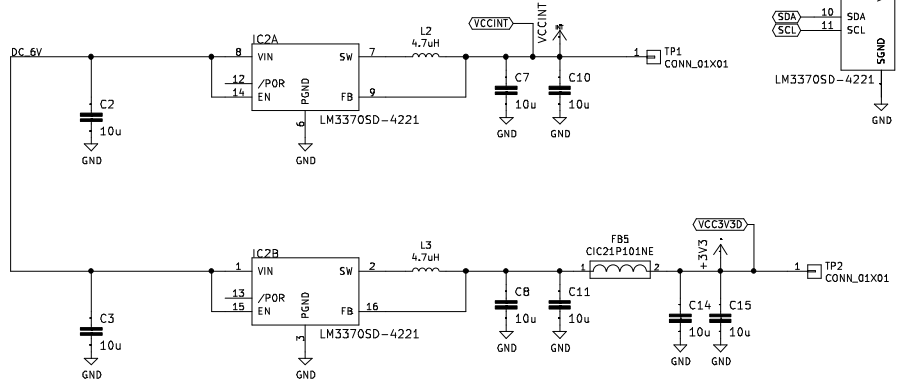 VCCINT
VCCINT
SDA 10 SDA
SCL 11 SCL
SGND
LM3370SD-4221
GND
DC_6V
IC2A
8 VIN SW 7
12 /POR
14 EN FB 9
PGND
6
LM3370SD-4221
GND
L2
4.7uH
C2
10u
GND
C7
10u
GND
C10
10u
GND
1 TP1
CONN_01X01
IC2B
1 VIN SW 2
13 /POR
15 EN FB 16
PGND
3
LM3370SD-4221
GND
L3
4.7uH
C3
10u
GND
C8
10u
GND
C11
10u
GND
FB5
CIC21P101NE
1 2
+3V3
VCC3V3D
C14
10u
GND
C15
10u
GND
1 TP2
CONN_01X01